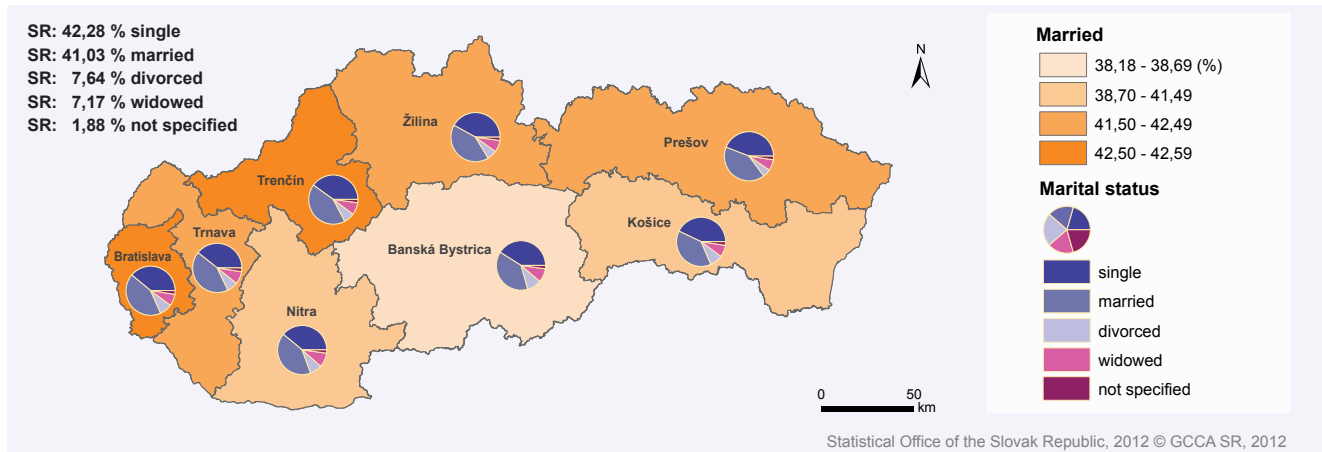 SR: 42,28 % single
SR: 41,03 % married
SR: 7,64 % divorced
SR: 7,17 % widowed
SR: 1,88 % not specified
N
Žilina
Prešov
Trenčín
Košice
Trnava
Banská Bystrica
Bratislava
Nitra
0 50
km
Married
38,18 - 38,69 (%)
38,70 - 41,49
41,50 - 42,49
42,50 - 42,59
Marital status
single
married
divorced
widowed
not specified
Statistical Office of the Slovak Republic, 2012 © GCCA SR, 2012